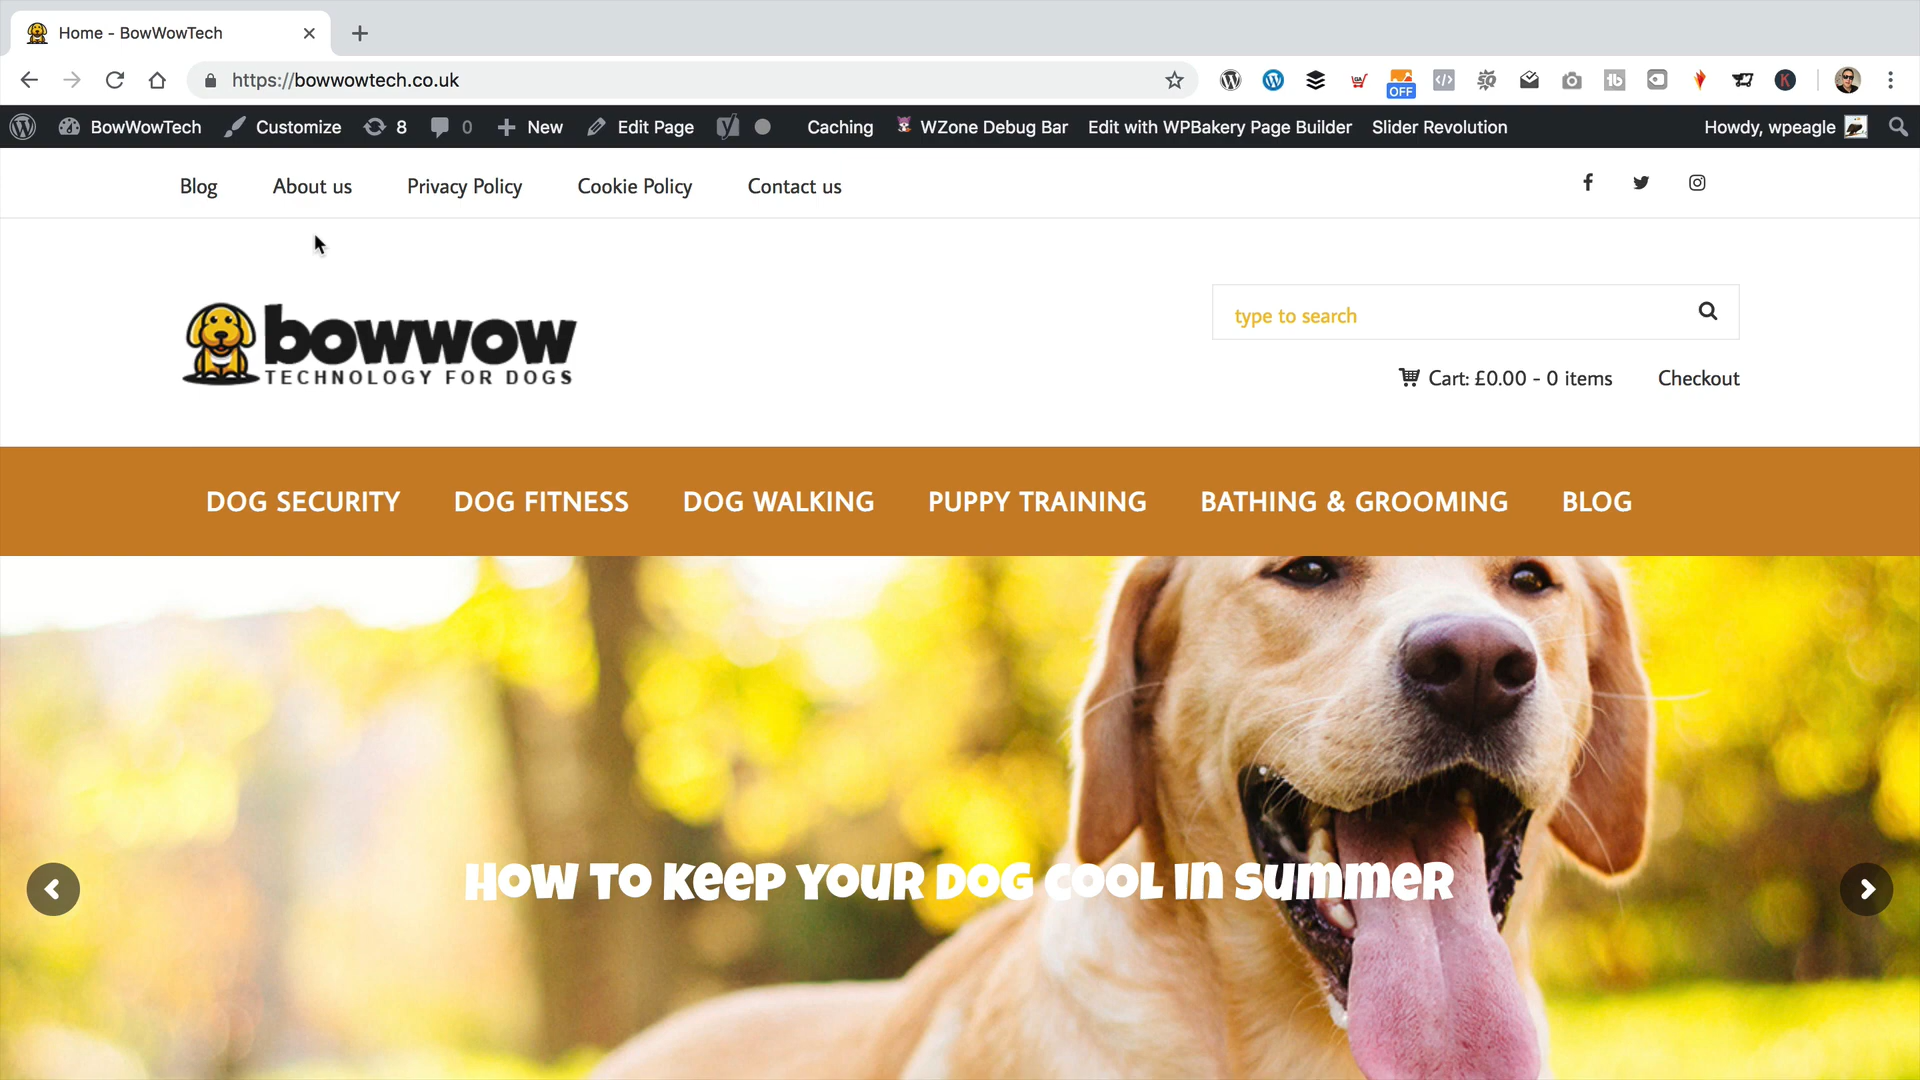 Home - BowWowTech
https://bowwowtech.co.uk
OFF
BowWowTech Customize 8 0 New Edit Page Caching WZone Debug Bar Edit with WPBakery Page Builder Slider Revolution Howdy, wpeagle
Blog About us Privacy Policy Cookie Policy Contact us
bowwow
TECHNOLOGY FOR DOGS
type to search
Cart: £0.00 - 0 items Checkout
DOG SECURITY DOG FITNESS DOG WALKING PUPPY TRAINING BATHING & GROOMING BLOG
How to keep your dog cool in summer